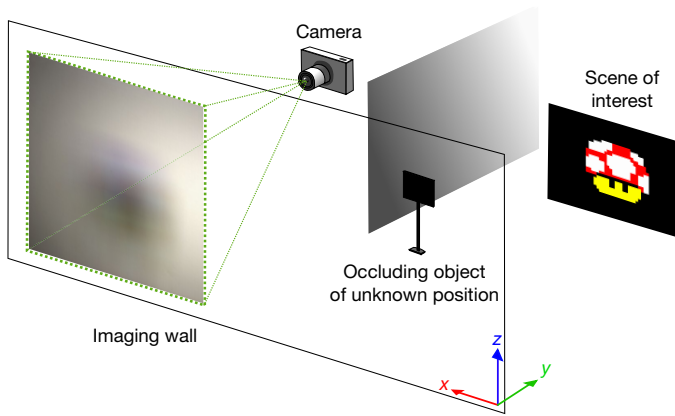 Camera
Scene of
interest
Occluding object
of unknown position
Imaging wall
z
y
x